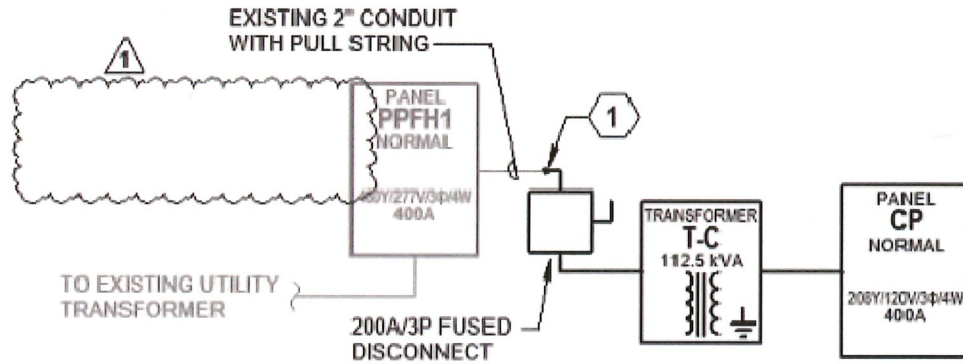 EXISTING 2" CONDUIT
WITH PULL STRING
1
PANEL
PPFH1
NORMAL
480Y/277V/3Φ/4W
400A
1
TO EXISTING UTILITY
TRANSFORMER
200A/3P FUSED
DISCONNECT
TRANSFORMER
T-C
112.5 kVA
PANEL
CP
NORMAL
208Y/120V/3Φ/4W
400A